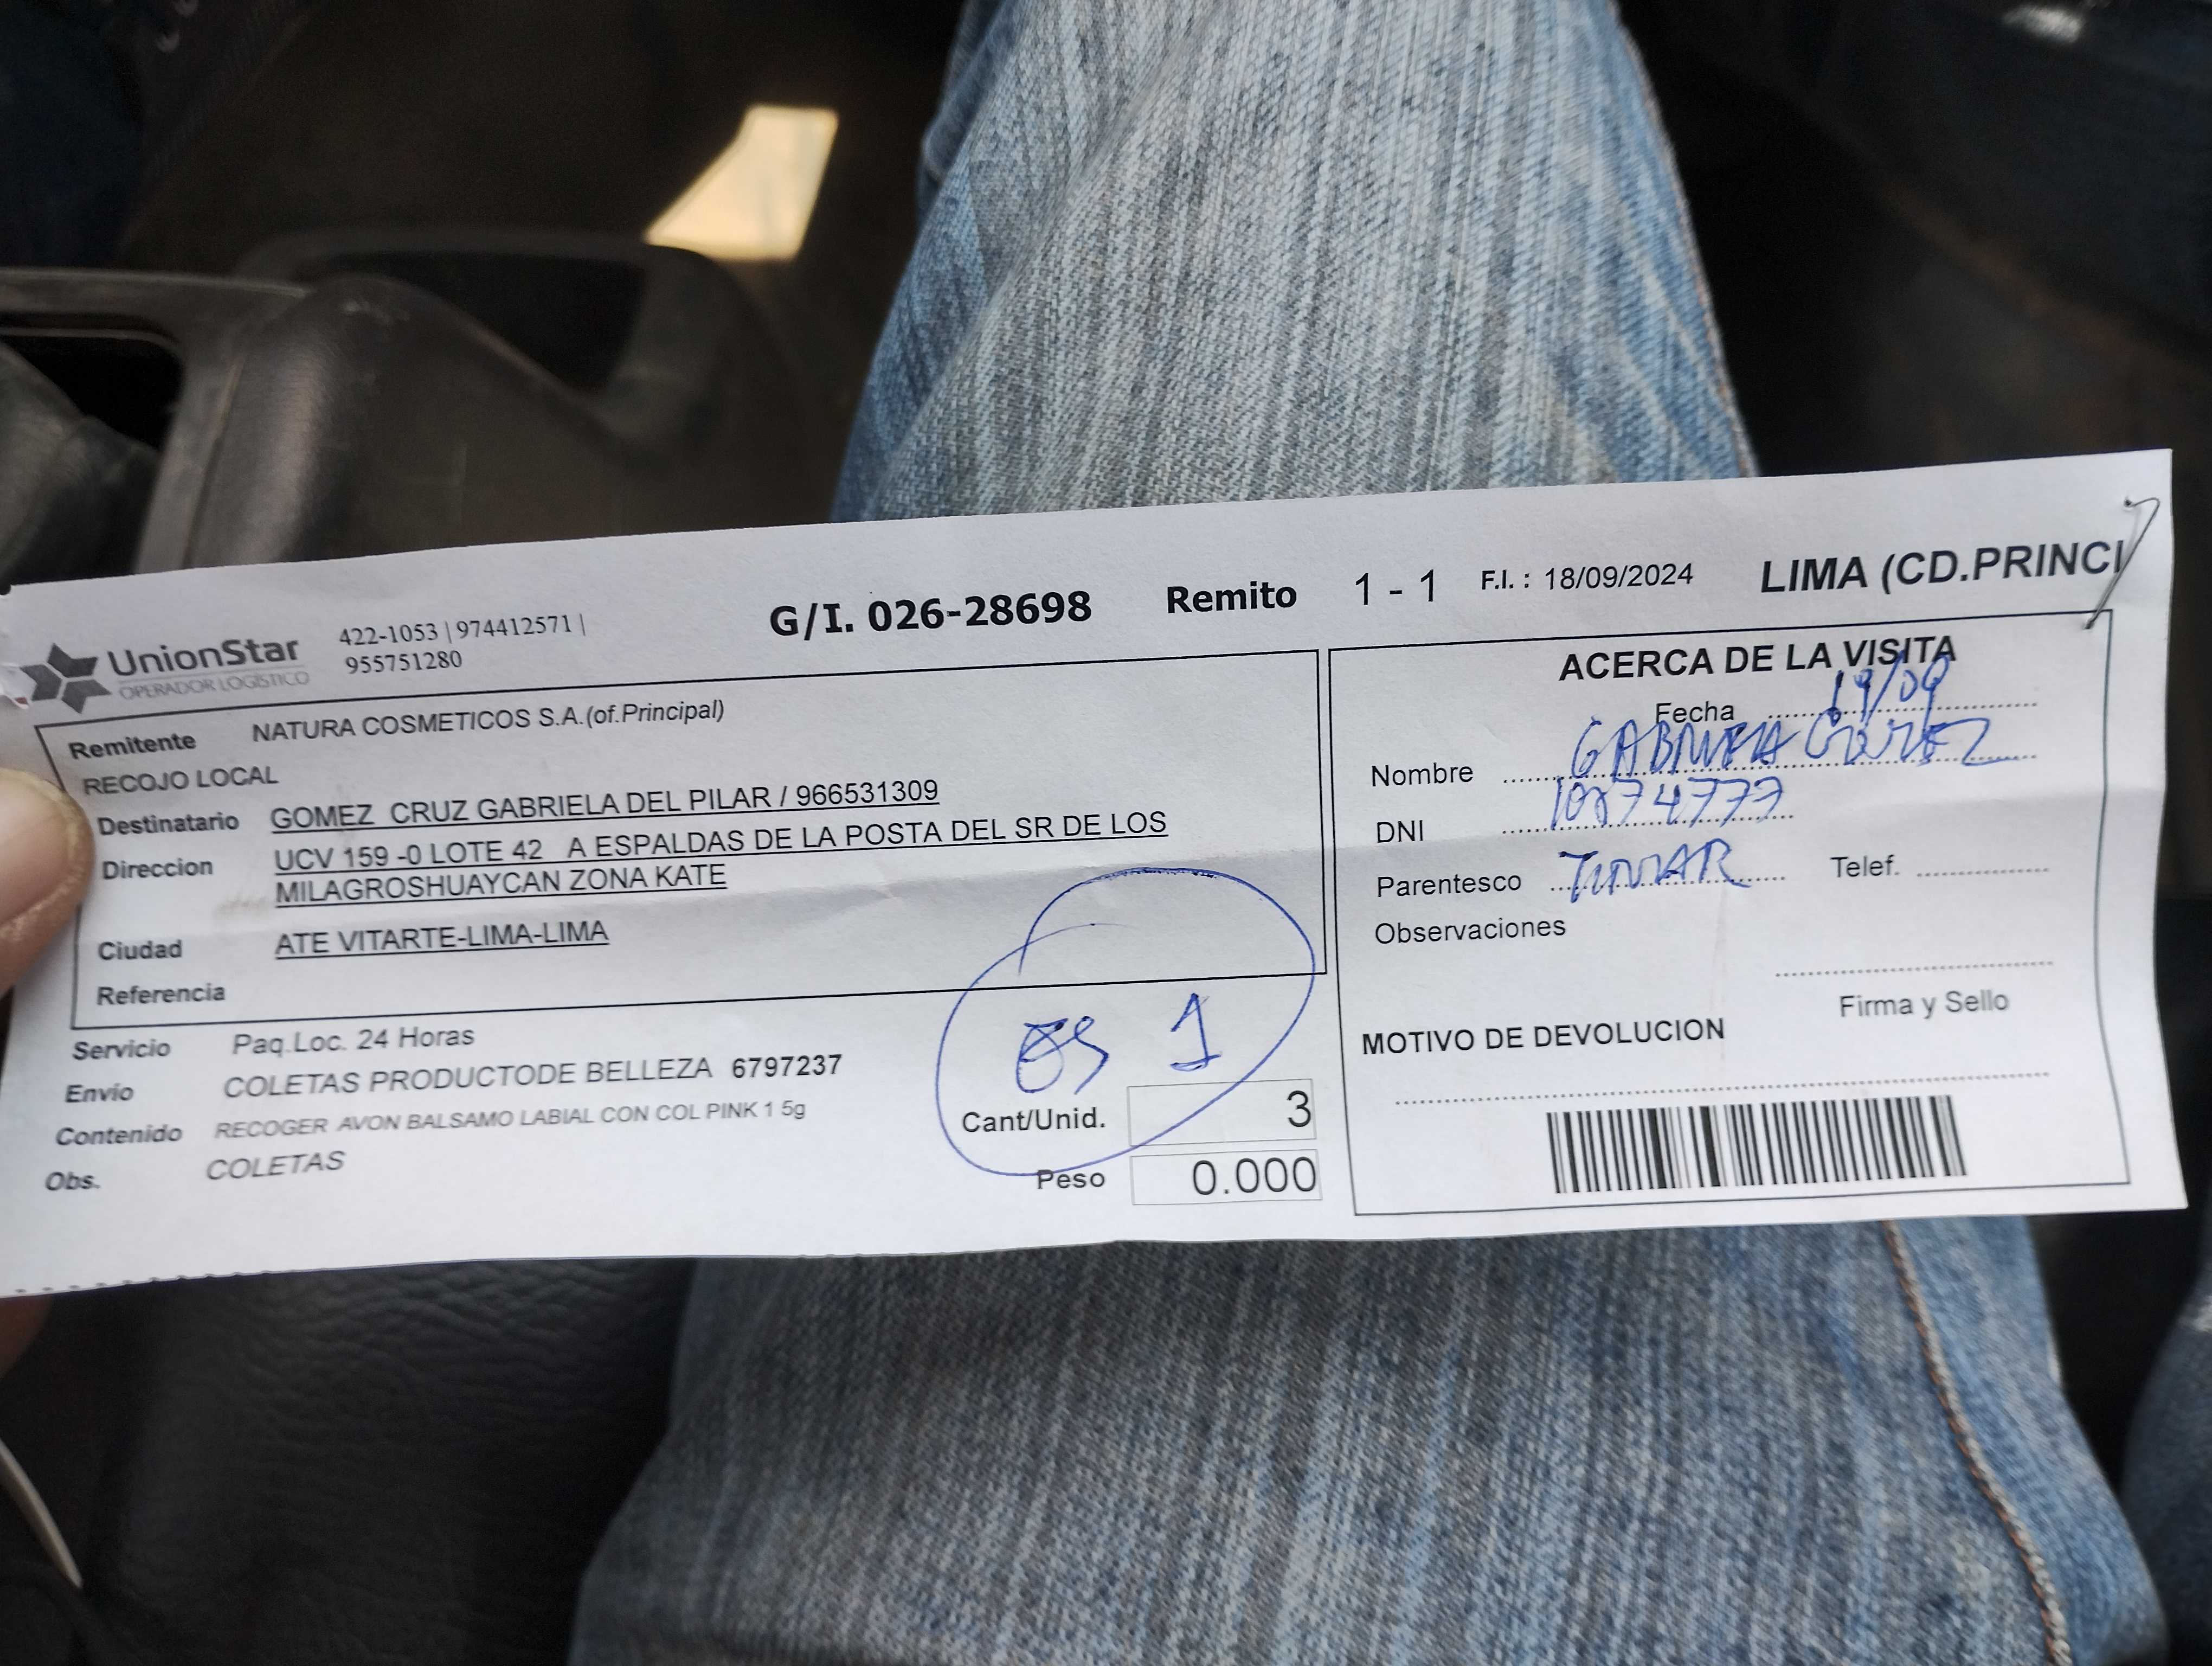 UnionStar
OPERADOR LOGÍSTICO
422-1053 | 974412571 |
955751280
G/I. 026-28698 Remito 1 - 1 F.I. : 18/09/2024 LIMA (CD.PRINCI
Remitente NATURA COSMETICOS S.A.(of.Principal)
RECOJO LOCAL
Destinatario GOMEZ CRUZ GABRIELA DEL PILAR / 966531309
Direccion UCV 159 -0 LOTE 42 A ESPALDAS DE LA POSTA DEL SR DE LOS
MILAGROSHUAYCAN ZONA KATE
Ciudad ATE VITARTE-LIMA-LIMA
Referencia
Servicio Paq.Loc. 24 Horas
Envío COLETAS PRODUCTODE BELLEZA 6797237
Contenido RECOGER AVON BALSAMO LABIAL CON COL PINK 1 5g
Obs. COLETAS
es 1
Cant/Unid. 3
Peso 0.000
ACERCA DE LA VISITA
Fecha 19/09
Nombre GABRIELA GOMEZ
DNI
Parentesco Telef.
Observaciones
Firma y Sello
MOTIVO DE DEVOLUCION